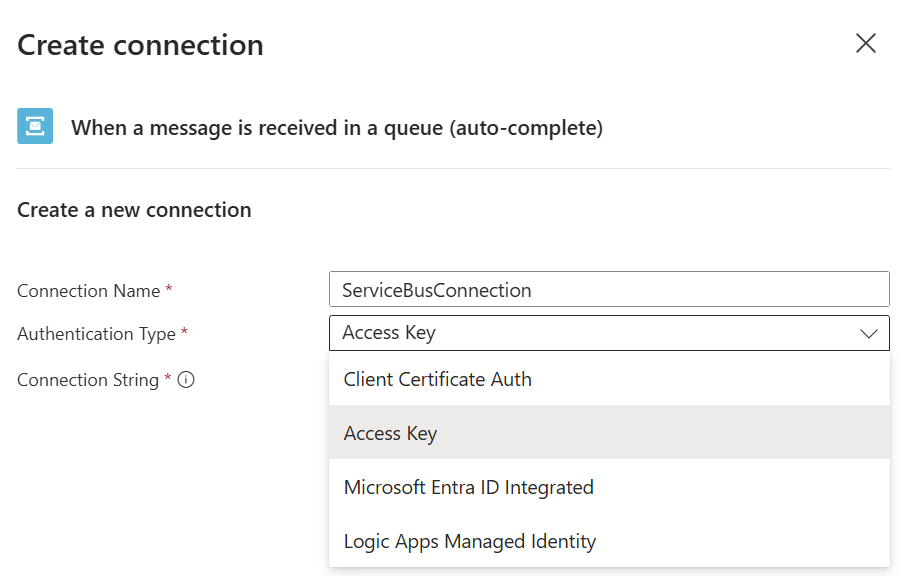 Create connection
When a message is received in a queue (auto-complete)
Create a new connection
Connection Name *
ServiceBusConnection
Authentication Type *
Access Key
Connection String *
Client Certificate Auth
Access Key
Microsoft Entra ID Integrated
Logic Apps Managed Identity